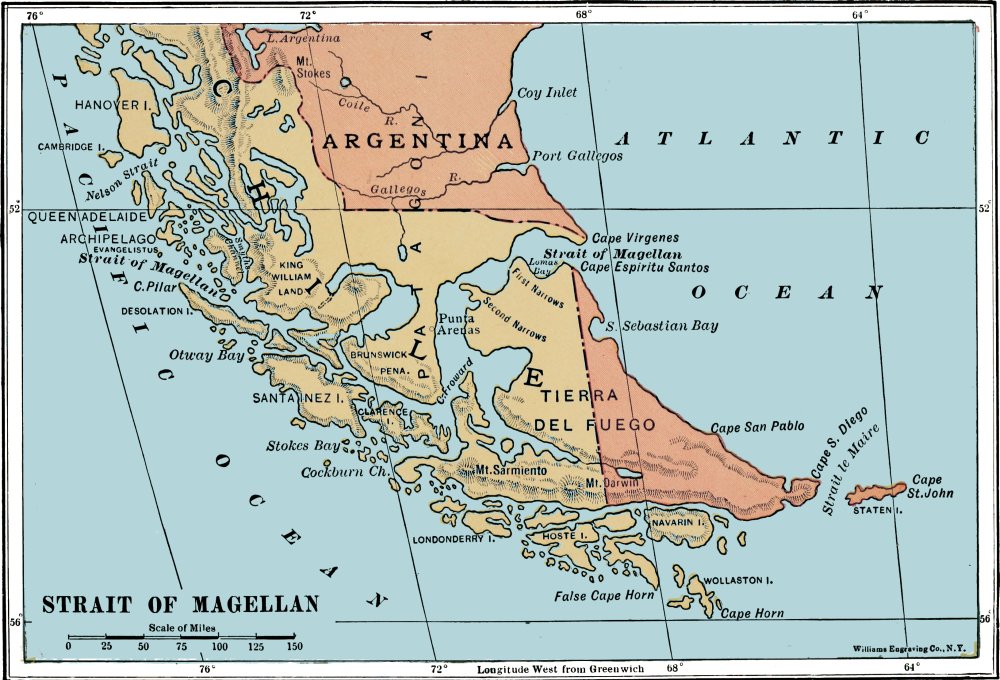 76°
72°
68°
64°
L. Argentina
Mt.
Stokes
Coy Inlet
HANOVER I.
Coile R.
ARGENTINA
ATLANTIC
CAMBRIDGE I.
Port Gallegos
Nelson Strait
Gallegos R.
PATAGONIA
52°
52°
QUEEN ADELAIDE
ARCHIPELAGO
EVANGELISTUS
Smyths
Channel
Cape Virgenes
Strait of Magellan
Strait of Magellan
Lomas
Bay
Cape Espiritu Santos
KING
WILLIAM
LAND
C. Pilar
First Narrows
OCEAN
DESOLATION I.
Second Narrows
Punta
Arenas
S. Sebastian Bay
Otway Bay
BRUNSWICK
PENA.
C. Froward
CHILE
TIERRA
DEL FUEGO
SANTA INEZ I.
CLARENCE
I.
Cape San Pablo
Stokes Bay
Cockburn Ch.
Mt. Sarmiento
Mt. Darwin
Cape S. Diego
Strait le Maire
Cape
St. John
STATEN I.
PACIFIC OCEAN
LONDONDERRY I.
HOSTE I.
NAVARIN I.
WOLLASTON I.
False Cape Horn
Cape Horn
STRAIT OF MAGELLAN
Scale of Miles
0 25 50 75 100 125 150
56°
56°
Williams Engraving Co., N.Y.
76°
72°
Longitude West from Greenwich
68°
64°